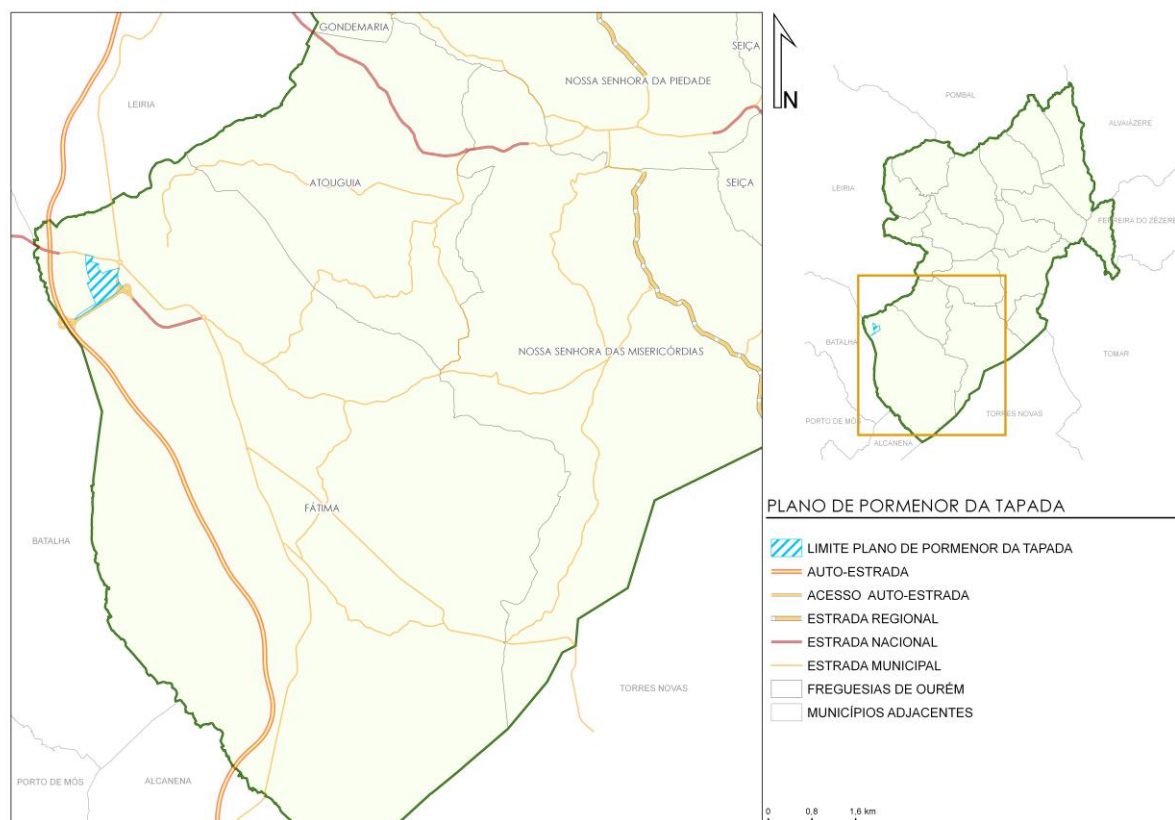 GONDEMARIA
SEIÇA
NOSSA SENHORA DA PIEDADE
LEIRIA
ATOUGUIA
SEIÇA
NOSSA SENHORA DAS MISERICÓRDIAS
FÁTIMA
BATALHA
TORRES NOVAS
PORTO DE MÓS
ALCANENA
N
POMBAL
ALVAIÁZERE
LEIRIA
FERREIRA DO ZÊZERE
BATALHA
TOMAR
PORTO DE MÓS
TORRES NOVAS
ALCANENA
PLANO DE PORMENOR DA TAPADA
LIMITE PLANO DE PORMENOR DA TAPADA
AUTO-ESTRADA
ACESSO AUTO-ESTRADA
ESTRADA REGIONAL
ESTRADA NACIONAL
ESTRADA MUNICIPAL
FREGUESIAS DE OURÉM
MUNICÍPIOS ADJACENTES
0 0,8 1,6 km